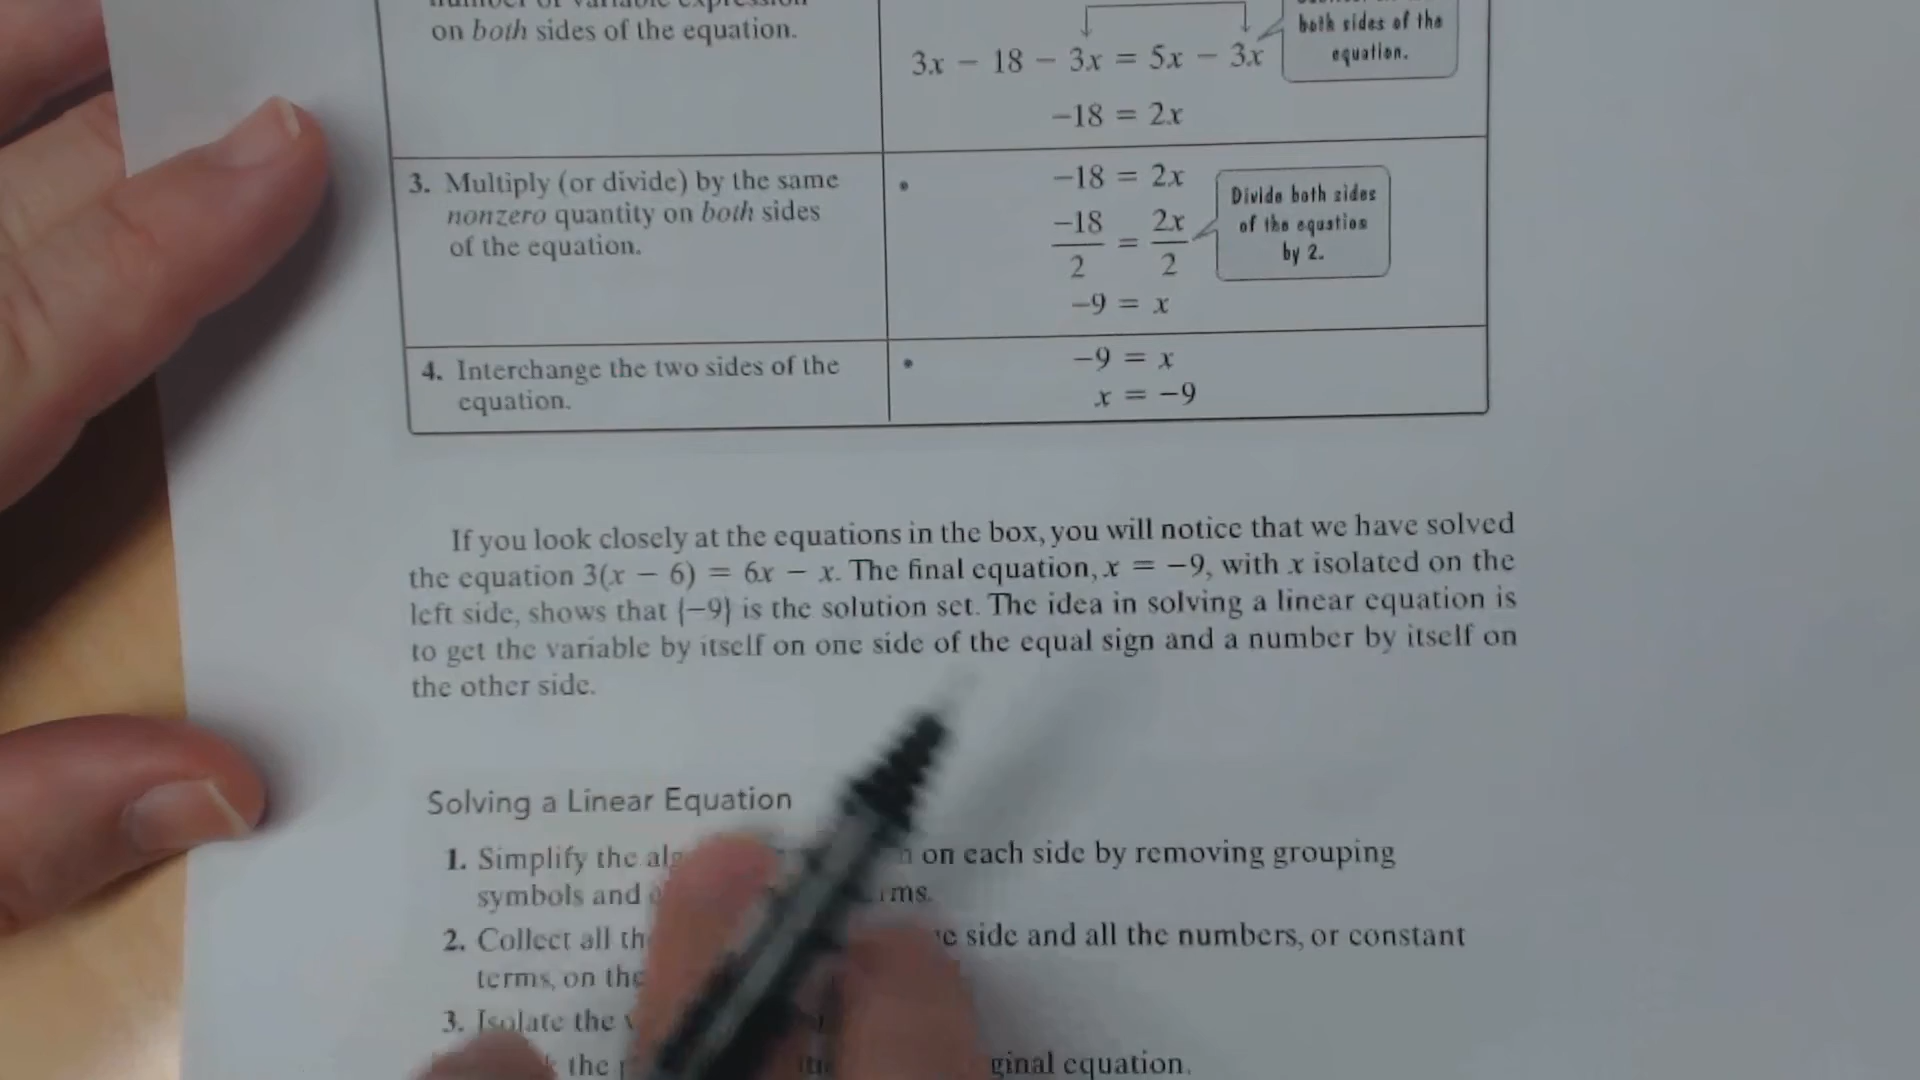 on both sides of the equation.
both sides of the
equation.
3x − 18 − 3x = 5x − 3x
−18 = 2x
3. Multiply (or divide) by the same
nonzero quantity on both sides
of the equation.
• −18 = 2x
−18/2 = 2x/2
−9 = x
Divide both sides
of the equation
by 2.
4. Interchange the two sides of the
equation.
• −9 = x
x = −9
If you look closely at the equations in the box, you will notice that we have solved
the equation 3(x − 6) = 6x − x. The final equation, x = −9, with x isolated on the
left side, shows that {−9} is the solution set. The idea in solving a linear equation is
to get the variable by itself on one side of the equal sign and a number by itself on
the other side.
Solving a Linear Equation
1. Simplify the on each side by removing grouping
symbols and
2. Collect all side and all the numbers, or constant
terms, on the
3. Isolate the
the equation.